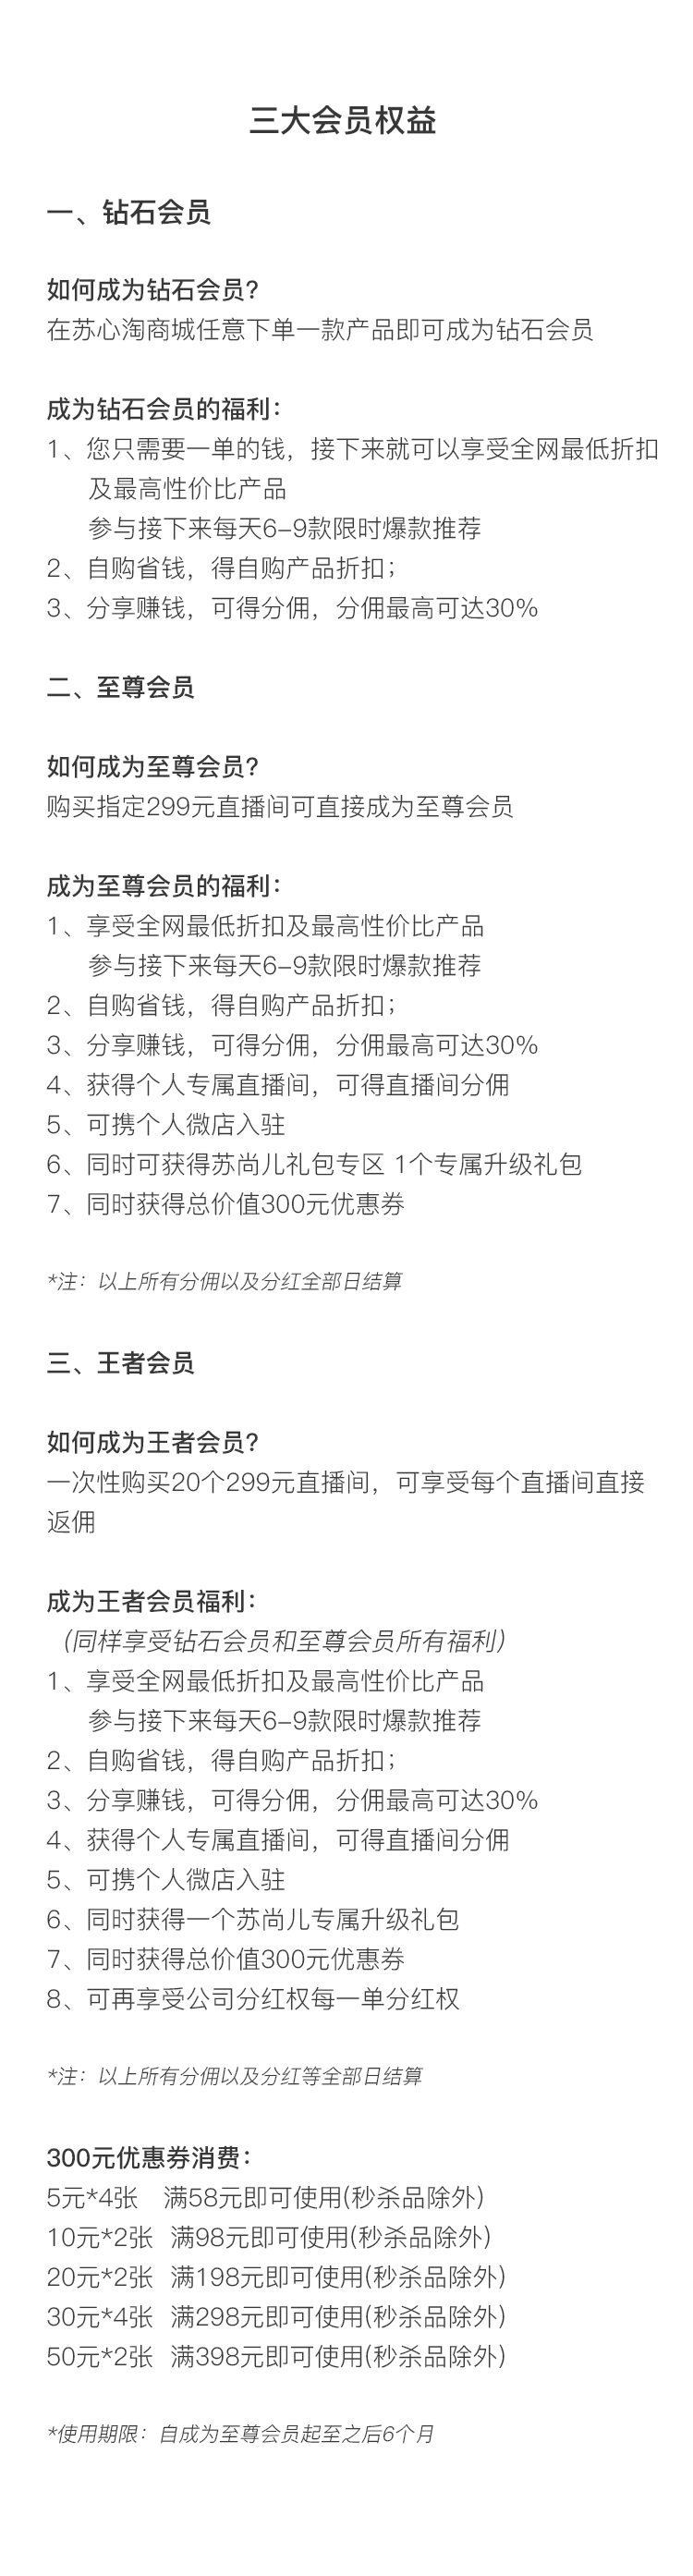 三大会员权益
一、钻石会员
如何成为钻石会员?
在苏心淘商城任意下单一款产品即可成为钻石会员
成为钻石会员的福利：
1、您只需要一单的钱，接下来就可以享受全网最低折扣
及最高性价比产品
参与接下来每天6-9款限时爆款推荐
2、自购省钱，得自购产品折扣；
3、分享赚钱，可得分佣，分佣最高可达30%
二、至尊会员
如何成为至尊会员?
购买指定299元直播间可直接成为至尊会员
成为至尊会员的福利：
1、享受全网最低折扣及最高性价比产品
参与接下来每天6-9款限时爆款推荐
2、自购省钱，得自购产品折扣；
3、分享赚钱，可得分佣，分佣最高可达30%
4、获得个人专属直播间，可得直播间分佣
5、可携个人微店入驻
6、同时可获得苏尚儿礼包专区 1个专属升级礼包
7、同时获得总价值300元优惠券
*注：以上所有分佣以及分红全部日结算
三、王者会员
如何成为王者会员?
一次性购买20个299元直播间，可享受每个直播间直接
返佣
成为王者会员福利：
（同样享受钻石会员和至尊会员所有福利）
1、享受全网最低折扣及最高性价比产品
参与接下来每天6-9款限时爆款推荐
2、自购省钱，得自购产品折扣；
3、分享赚钱，可得分佣，分佣最高可达30%
4、获得个人专属直播间，可得直播间分佣
5、可携个人微店入驻
6、同时获得一个苏尚儿专属升级礼包
7、同时获得总价值300元优惠券
8、可再享受公司分红权每一单分红权
*注：以上所有分佣以及分红等全部日结算
300元优惠券消费：
5元*4张 满58元即可使用(秒杀品除外)
10元*2张 满98元即可使用(秒杀品除外)
20元*2张 满198元即可使用(秒杀品除外)
30元*4张 满298元即可使用(秒杀品除外)
50元*2张 满398元即可使用(秒杀品除外)
*使用期限：自成为至尊会员起至之后6个月